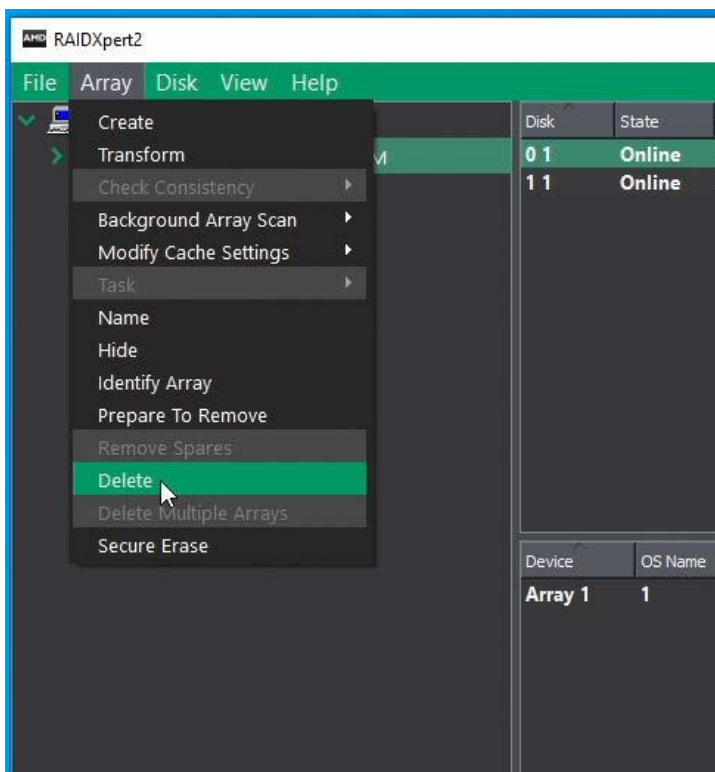 AMD RAIDXpert2
File Array Disk View Help
Create
Transform
Check Consistency
Background Array Scan
Modify Cache Settings
Task
Name
Hide
Identify Array
Prepare To Remove
Remove Spares
Delete
Delete Multiple Arrays
Secure Erase
M
Disk State
0 1 Online
1 1 Online
Device OS Name
Array 1 1